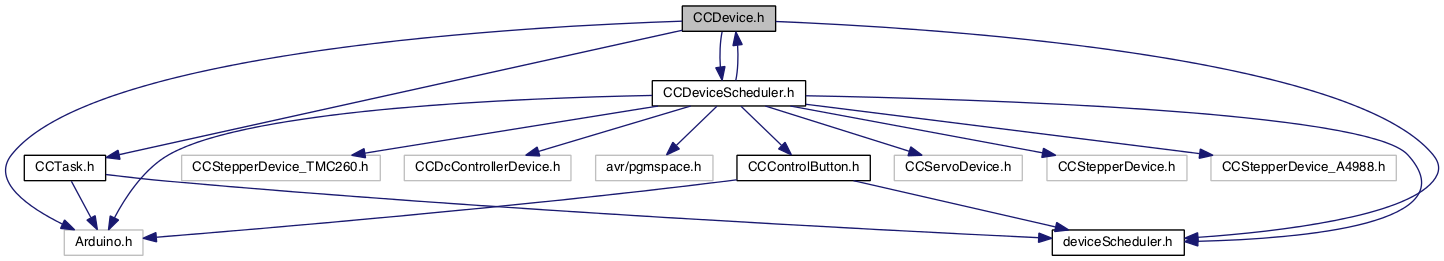 CCDevice.h
CCDeviceScheduler.h
CCTask.h
CCStepperDevice_TMC260.h
CCDcControllerDevice.h
avr/pgmspace.h
CCControlButton.h
CCServoDevice.h
CCStepperDevice.h
CCStepperDevice_A4988.h
Arduino.h
deviceScheduler.h